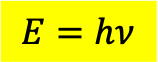 E = hν